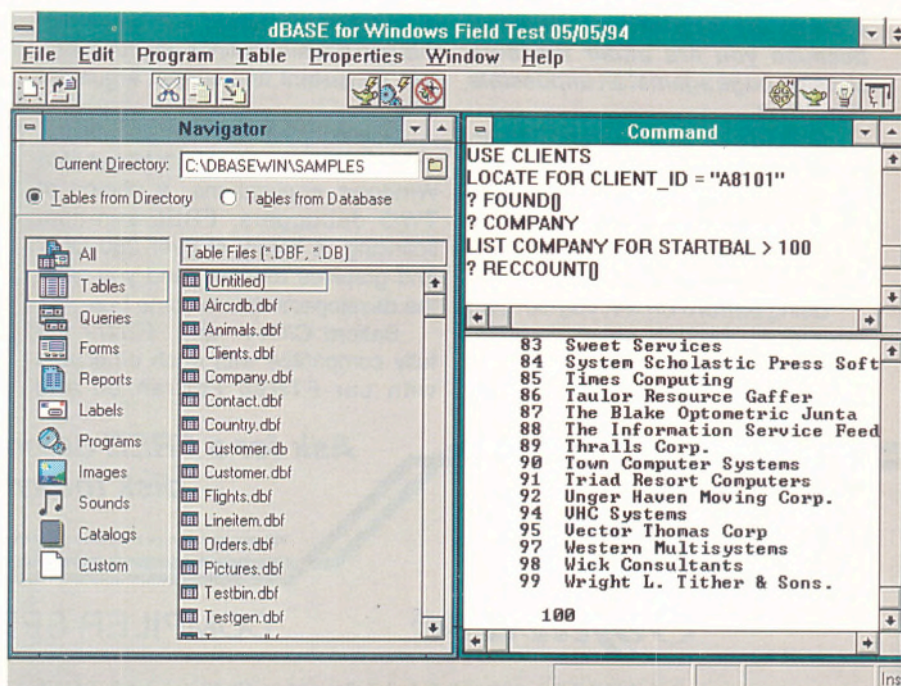 dBASE for Windows Field Test 05/05/94
File Edit Program Table Properties Window Help
Navigator
Current Directory: C:\DBASEWIN\SAMPLES
Tables from Directory Tables from Database
All
Tables
Queries
Forms
Reports
Labels
Programs
Images
Sounds
Catalogs
Custom
Table Files (*.DBF, *.DB)
(Untitled)
Aircrdb.dbf
Animals.dbf
Clients.dbf
Company.dbf
Contact.dbf
Country.dbf
Customer.db
Customer.dbf
Flights.dbf
Lineitem.dbf
Orders.dbf
Pictures.dbf
Testbin.dbf
Testgen.dbf
Command
USE CLIENTS
LOCATE FOR CLIENT_ID = "A8101"
? FOUND()
? COMPANY
LIST COMPANY FOR STARTBAL > 100
? RECCOUNT()
83 Sweet Services
84 System Scholastic Press Soft
85 Times Computing
86 Taulor Resource Gaffer
87 The Blake Optometric Junta
88 The Information Service Feed
89 Thralls Corp.
90 Town Computer Systems
91 Triad Resort Computers
92 Unger Haven Moving Corp.
94 VHC Systems
95 Vector Thomas Corp
97 Western Multisystems
98 Wick Consultants
99 Wright L. Tither & Sons.
100
Ins